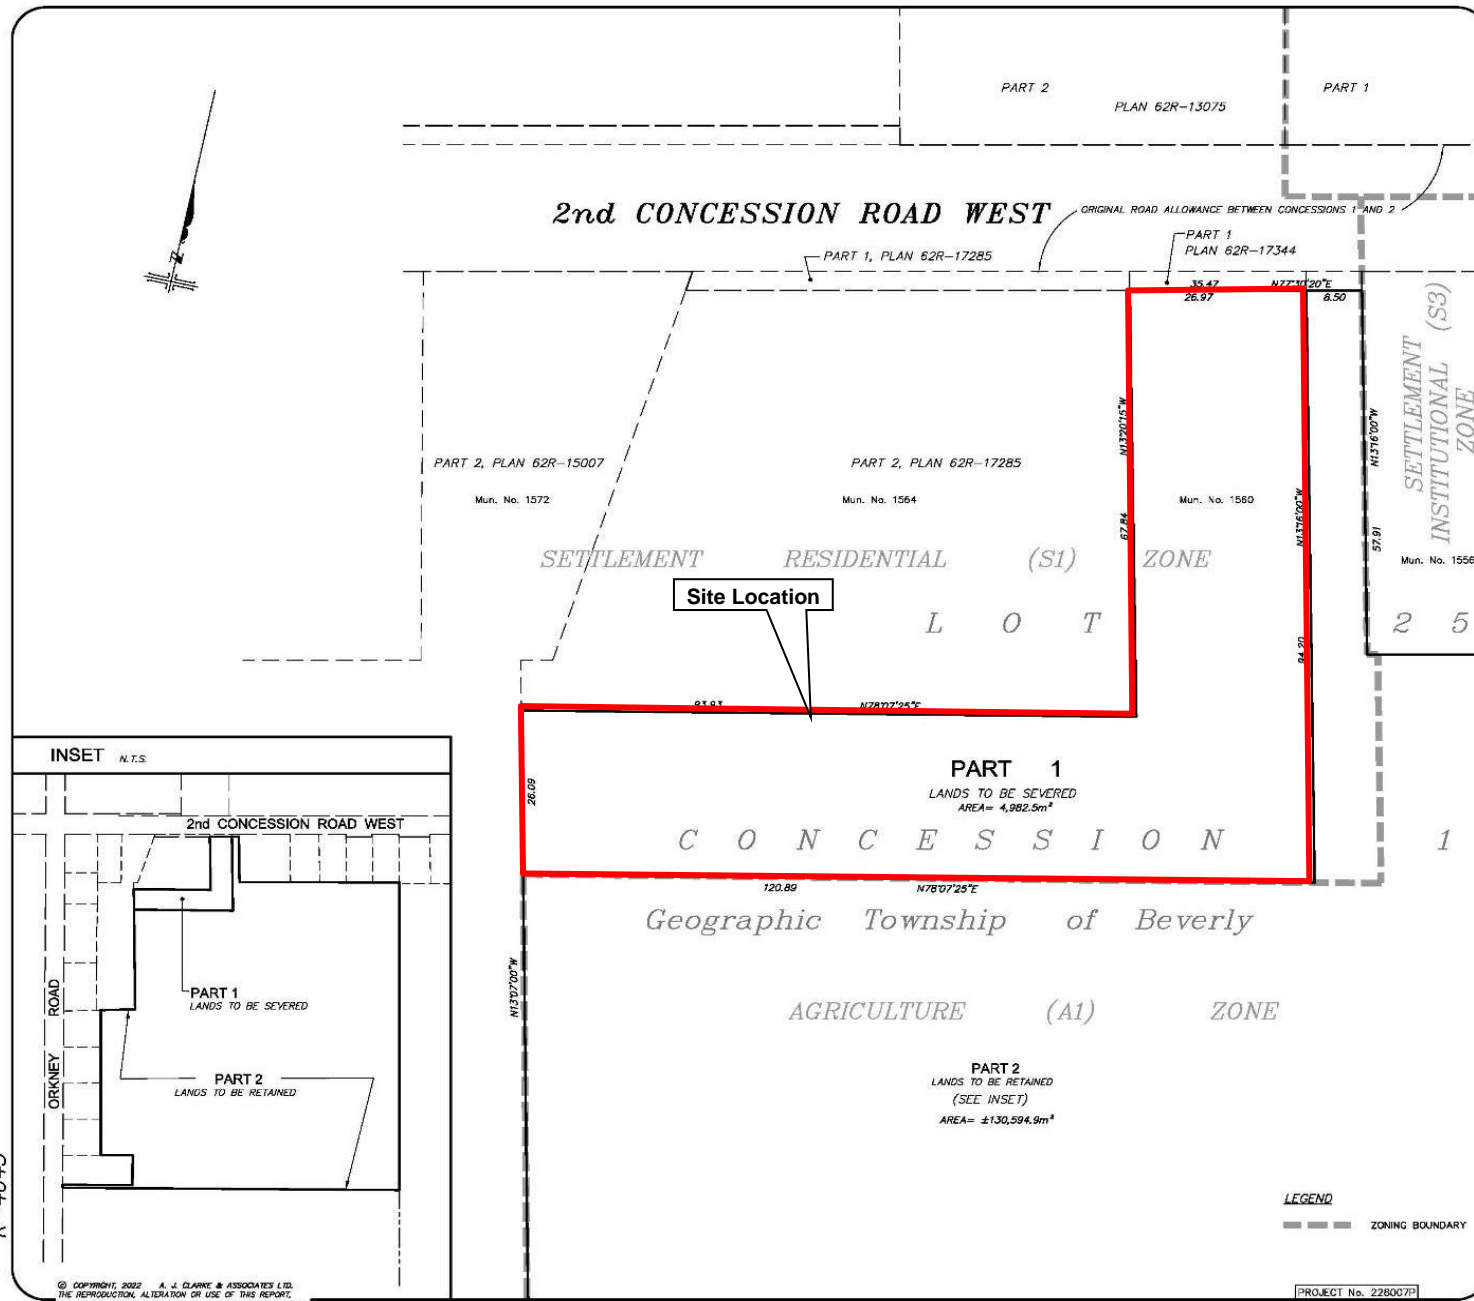 PART 2
PART 1
PLAN 62R-13075
2nd CONCESSION ROAD WEST
ORIGINAL ROAD ALLOWANCE BETWEEN CONCESSIONS 1 AND 2
PART 1
PLAN 62R-17344
PART 1, PLAN 62R-17285
35.47
N77°30'20"E
26.97
8.50
SETTLEMENT
INSTITUTIONAL (S3)
ZONE
N13°20'15"W
67.84
N13°16'00"W
94.20
N13°16'00"W
57.91
PART 2, PLAN 62R-15007
PART 2, PLAN 62R-17285
Mun. No. 1572
Mun. No. 1564
Mun. No. 1560
Mun. No. 1556
SETTLEMENT RESIDENTIAL (S1) ZONE
Site Location
L O T
2 5
93.93
N78°07'25"E
26.09
PART 1
LANDS TO BE SEVERED
AREA= 4,982.5m²
C O N C E S S I O N
1
120.89
N78°07'25"E
Geographic Township of Beverly
N13°07'00"W
AGRICULTURE (A1) ZONE
PART 2
LANDS TO BE RETAINED
(SEE INSET)
AREA= ±130,594.9m²
INSET N.T.S.
2nd CONCESSION ROAD WEST
ORKNEY ROAD
PART 1
LANDS TO BE SEVERED
PART 2
LANDS TO BE RETAINED
LEGEND
ZONING BOUNDARY
© COPYRIGHT, 2022 A. J. CLARKE & ASSOCIATES LTD.
THE REPRODUCTION, ALTERATION OR USE OF THIS REPORT,
PROJECT No. 228007P